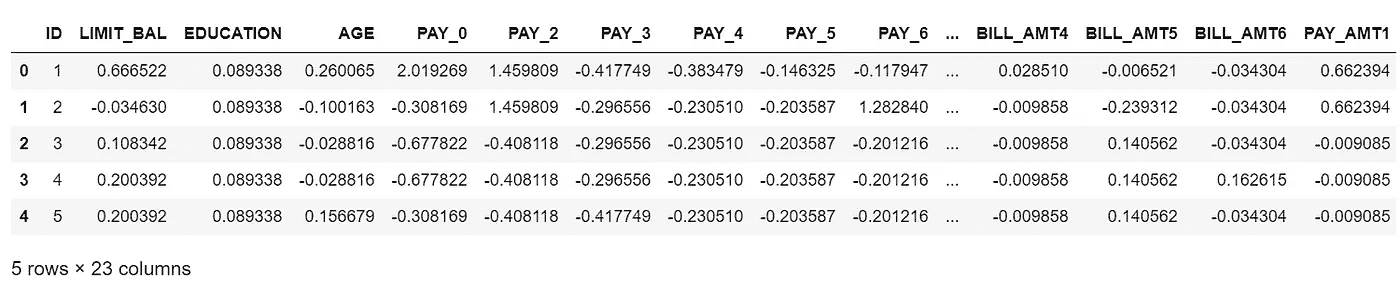 ID LIMIT_BAL EDUCATION AGE PAY_0 PAY_2 PAY_3 PAY_4 PAY_5 PAY_6 ... BILL_AMT4 BILL_AMT5 BILL_AMT6 PAY_AMT1
0 1 0.666522 0.089338 0.260065 2.019269 1.459809 -0.417749 -0.383479 -0.146325 -0.117947 ... 0.028510 -0.006521 -0.034304 0.662394
1 2 -0.034630 0.089338 -0.100163 -0.308169 1.459809 -0.296556 -0.230510 -0.203587 1.282840 ... -0.009858 -0.239312 -0.034304 0.662394
2 3 0.108342 0.089338 -0.028816 -0.677822 -0.408118 -0.296556 -0.230510 -0.203587 -0.201216 ... -0.009858 0.140562 -0.034304 -0.009085
3 4 0.200392 0.089338 -0.028816 -0.677822 -0.408118 -0.296556 -0.230510 -0.203587 -0.201216 ... -0.009858 0.140562 0.162615 -0.009085
4 5 0.200392 0.089338 0.156679 -0.308169 -0.408118 -0.417749 -0.230510 -0.203587 -0.201216 ... -0.009858 0.140562 -0.034304 -0.009085
5 rows × 23 columns